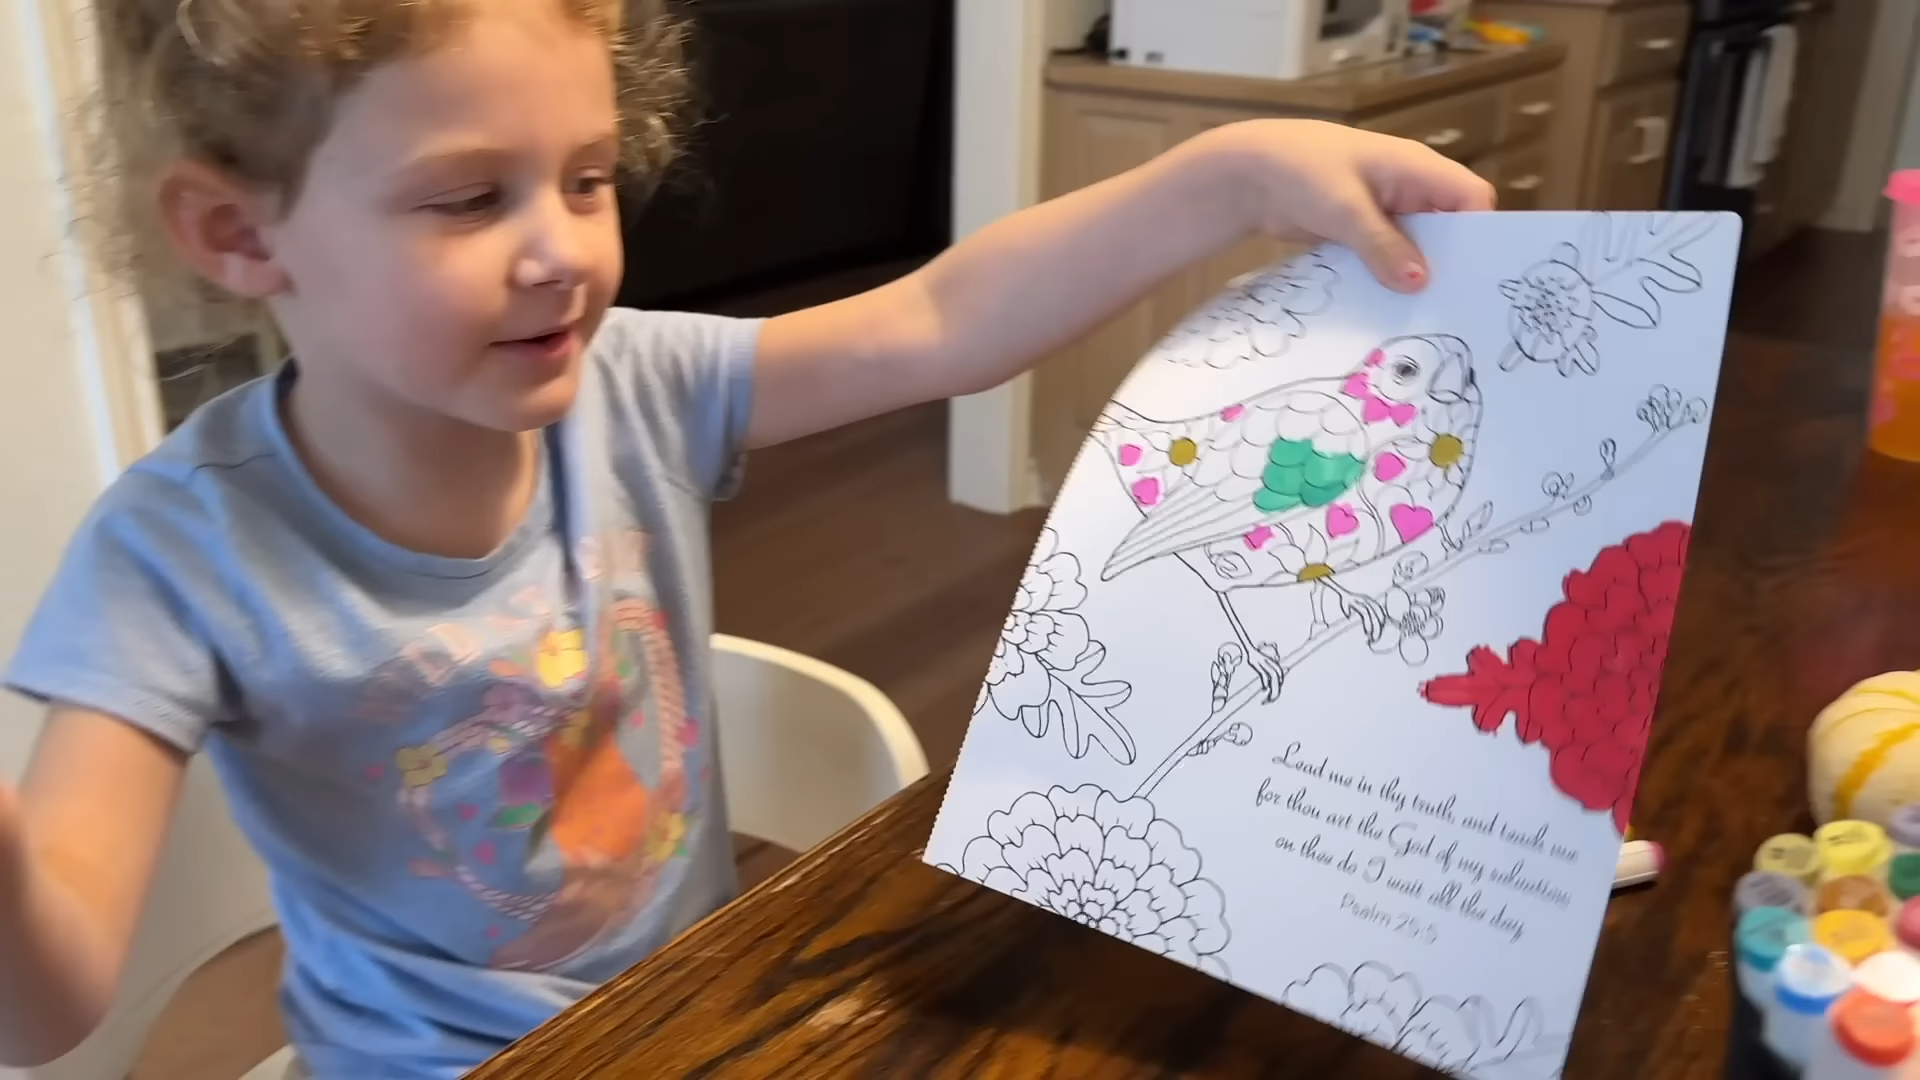 Lead me in thy truth, and teach me
for thou art the God of my salvation
on thee do I wait all the day
Psalm 25:5